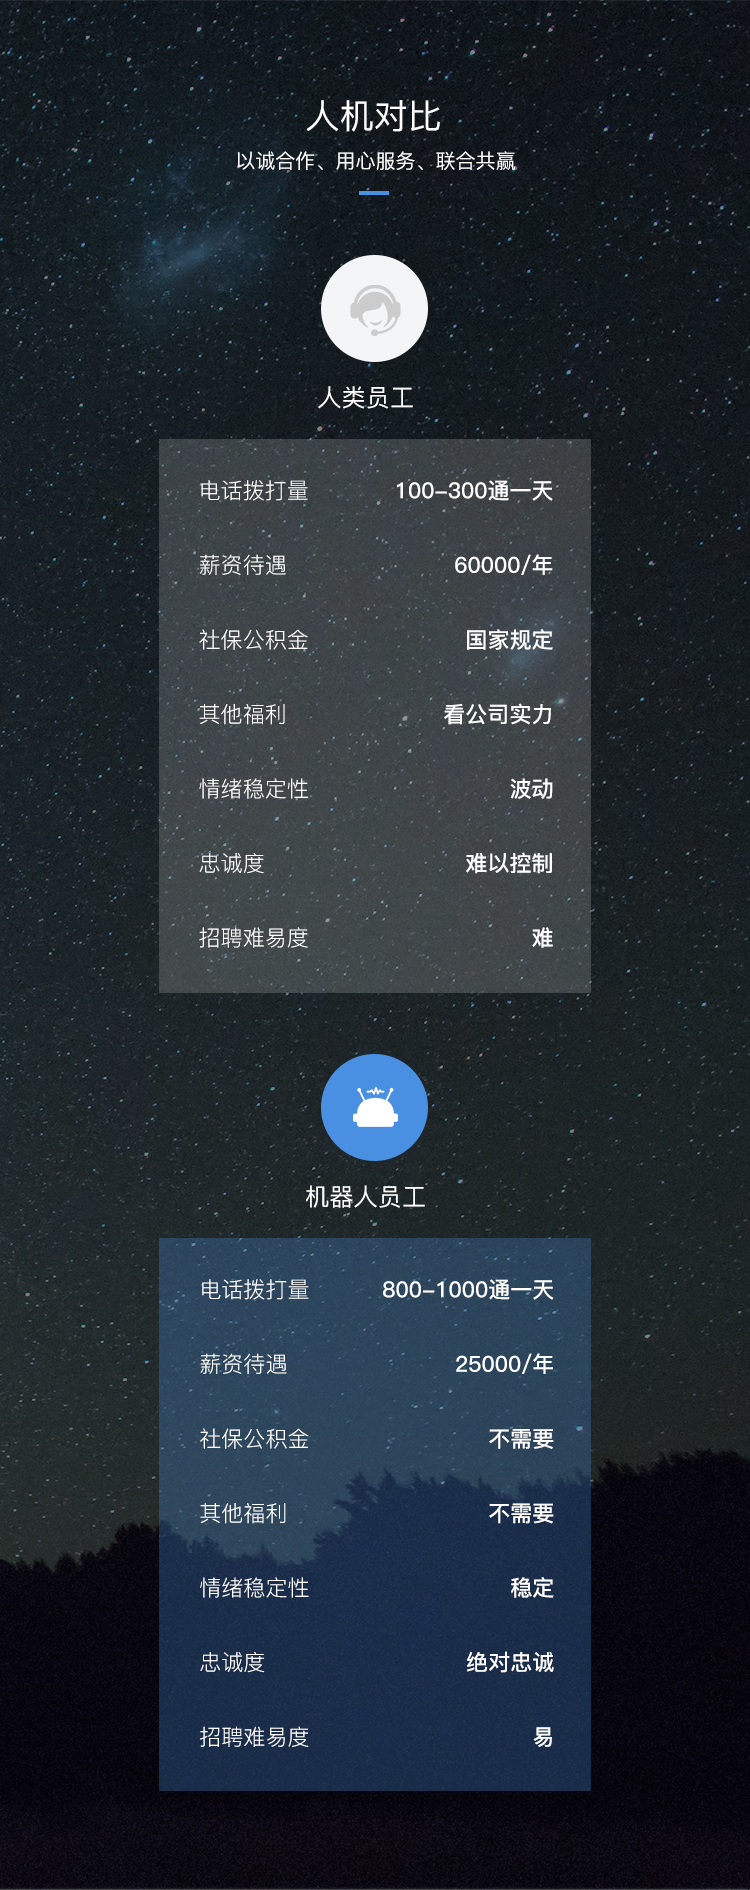 人机对比
以诚合作、用心服务、联合共赢
人类员工
电话拨打量 100-300通一天
薪资待遇 60000/年
社保公积金 国家规定
其他福利 看公司实力
情绪稳定性 波动
忠诚度 难以控制
招聘难易度 难
机器人员工
电话拨打量 800-1000通一天
薪资待遇 25000/年
社保公积金 不需要
其他福利 不需要
情绪稳定性 稳定
忠诚度 绝对忠诚
招聘难易度 易